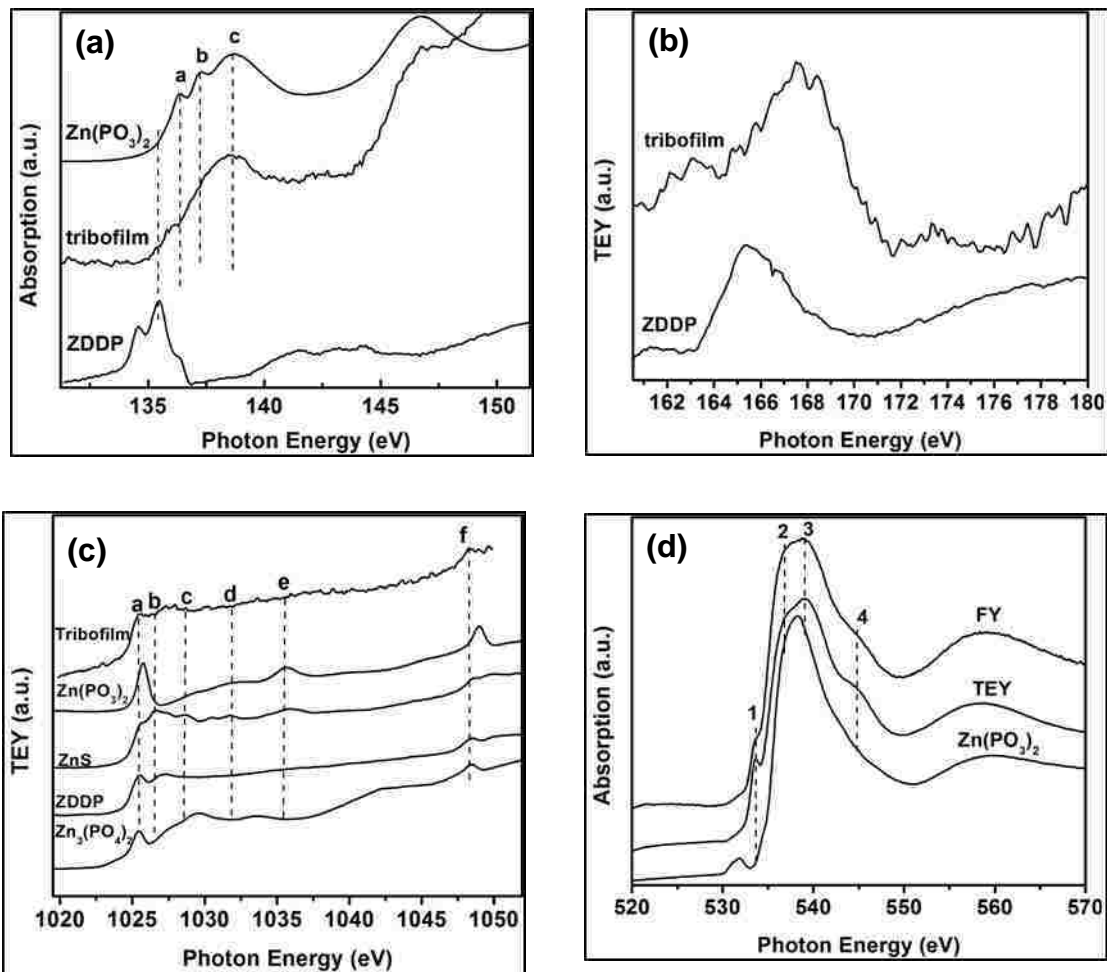 (a)
a
b
c
Zn(PO3)2
tribofilm
ZDDP
Absorption (a.u.)
135
140
145
150
Photon Energy (eV)
(b)
tribofilm
ZDDP
TEY (a.u.)
162 164 166 168 170 172 174 176 178 180
Photon Energy (eV)
(c)
a b c d e f
Tribofilm
Zn(PO3)2
ZnS
ZDDP
Zn3(PO4)2
TEY (a.u.)
1020 1025 1030 1035 1040 1045 1050
Photon Energy (eV)
(d)
2 3
4
1
FY
TEY
Zn(PO3)2
Absorption (a.u.)
520 530 540 550 560 570
Photon Energy (eV)